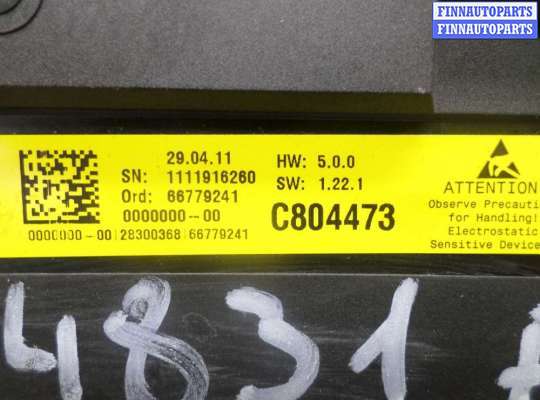 FINNAUTOPARTS
FINNAUTOPARTS
29.04.11
SN: 1111916260
Ord: 66779241
0000000-00
0000000-00 28300368 66779241
HW: 5.0.0
SW: 1.22.1
C804473
ATTENTION
Observe Precauti
for Handling!
Electrostatic
Sensitive Device
4831